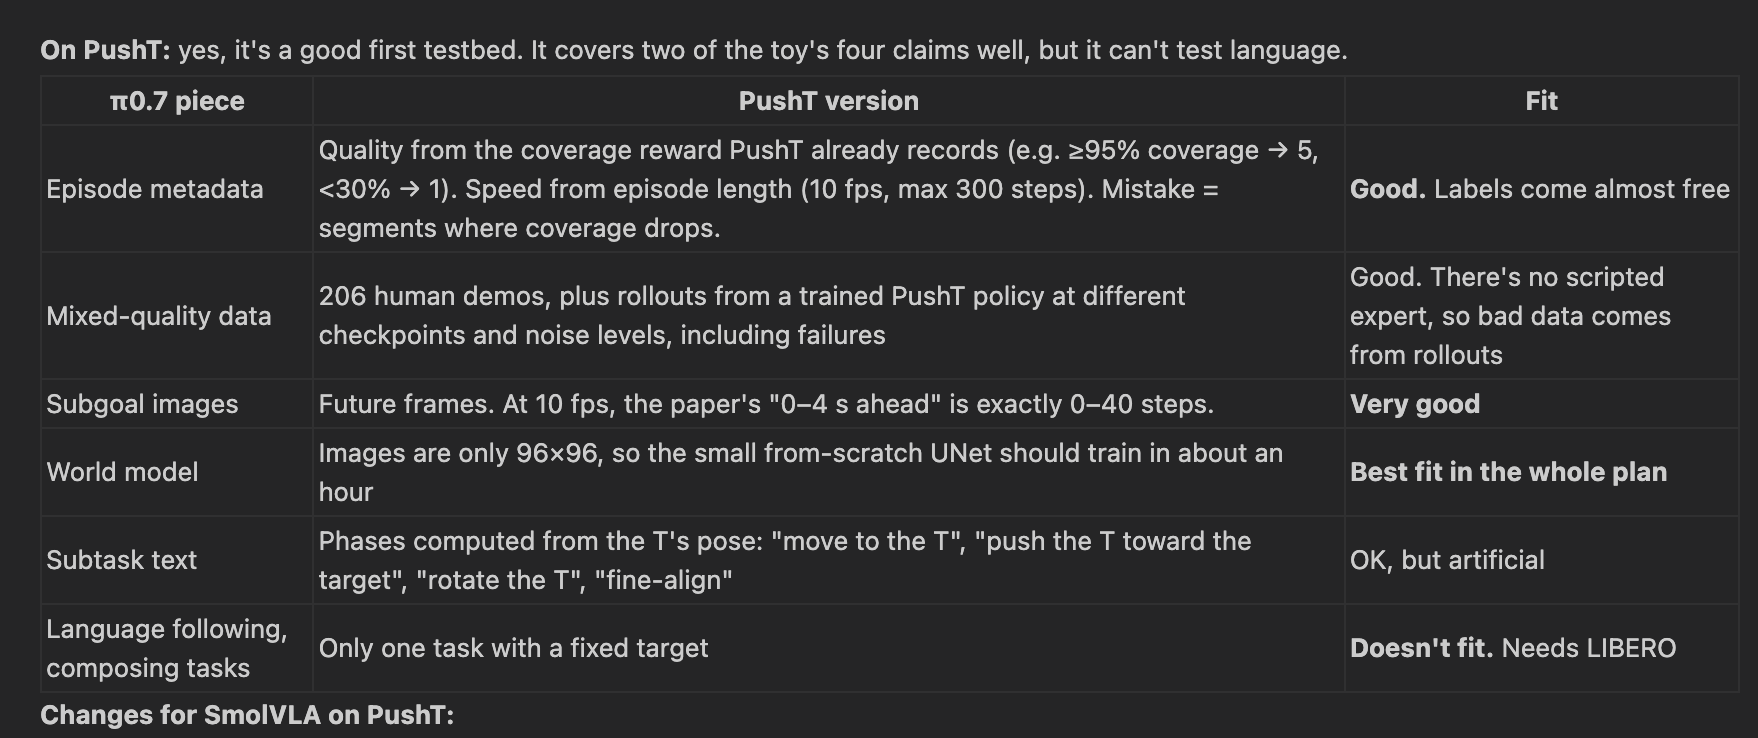 On PushT: yes, it's a good first testbed. It covers two of the toy's four claims well, but it can't test language.
π0.7 piece
PushT version
Fit
Episode metadata
Quality from the coverage reward PushT already records (e.g. ≥95% coverage → 5,
<30% → 1). Speed from episode length (10 fps, max 300 steps). Mistake =
segments where coverage drops.
Good. Labels come almost free
Mixed-quality data
206 human demos, plus rollouts from a trained PushT policy at different
checkpoints and noise levels, including failures
Good. There's no scripted
expert, so bad data comes
from rollouts
Subgoal images
Future frames. At 10 fps, the paper's "0–4 s ahead" is exactly 0–40 steps.
Very good
World model
Images are only 96×96, so the small from-scratch UNet should train in about an
hour
Best fit in the whole plan
Subtask text
Phases computed from the T's pose: "move to the T", "push the T toward the
target", "rotate the T", "fine-align"
OK, but artificial
Language following,
composing tasks
Only one task with a fixed target
Doesn't fit. Needs LIBERO
Changes for SmolVLA on PushT: